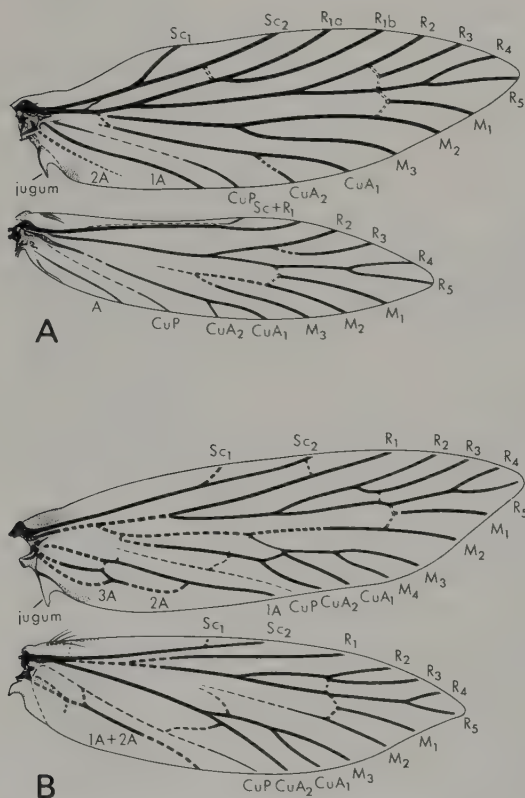 Sc1 Sc2 R1a R1b R2 R3 R4
R5
M1
M2
M3
CuA1
CuA2
CuP
1A
2A
jugum
Sc+R1
R2
R3
R4
R5
M1
M2
M3
CuA1
CuA2
CuP
A
A
Sc1 Sc2 R1 R2 R3 R4
R5
M1
M2
M3
M4
CuA1
CuA2
CuP
1A
2A
3A
jugum
Sc1 Sc2
R1
R2
R3
R4
R5
M1
M2
M3
CuA1
CuA2
CuP
1A+2A
B